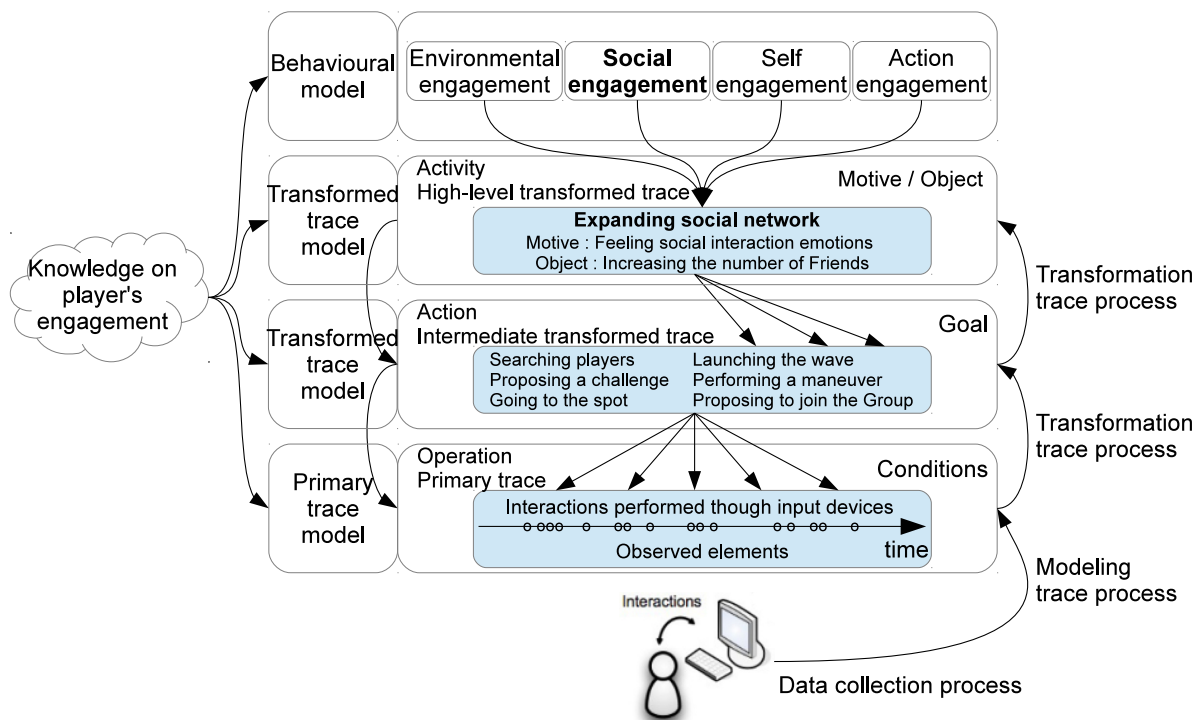 Behavioural
model
Environmental
engagement
Social
engagement
Self
engagement
Action
engagement
Transformed
trace
model
Activity
High-level transformed trace
Motive / Object
Expanding social network
Motive : Feeling social interaction emotions
Object : Increasing the number of Friends
Knowledge on
player's
engagement
Transformation
trace process
Transformed
trace
model
Action
Intermediate transformed trace
Goal
Searching players
Proposing a challenge
Going to the spot
Launching the wave
Performing a maneuver
Proposing to join the Group
Transformation
trace process
Primary
trace
model
Operation
Primary trace
Conditions
Interactions performed though input devices
time
Observed elements
Modeling
trace process
Interactions
Data collection process